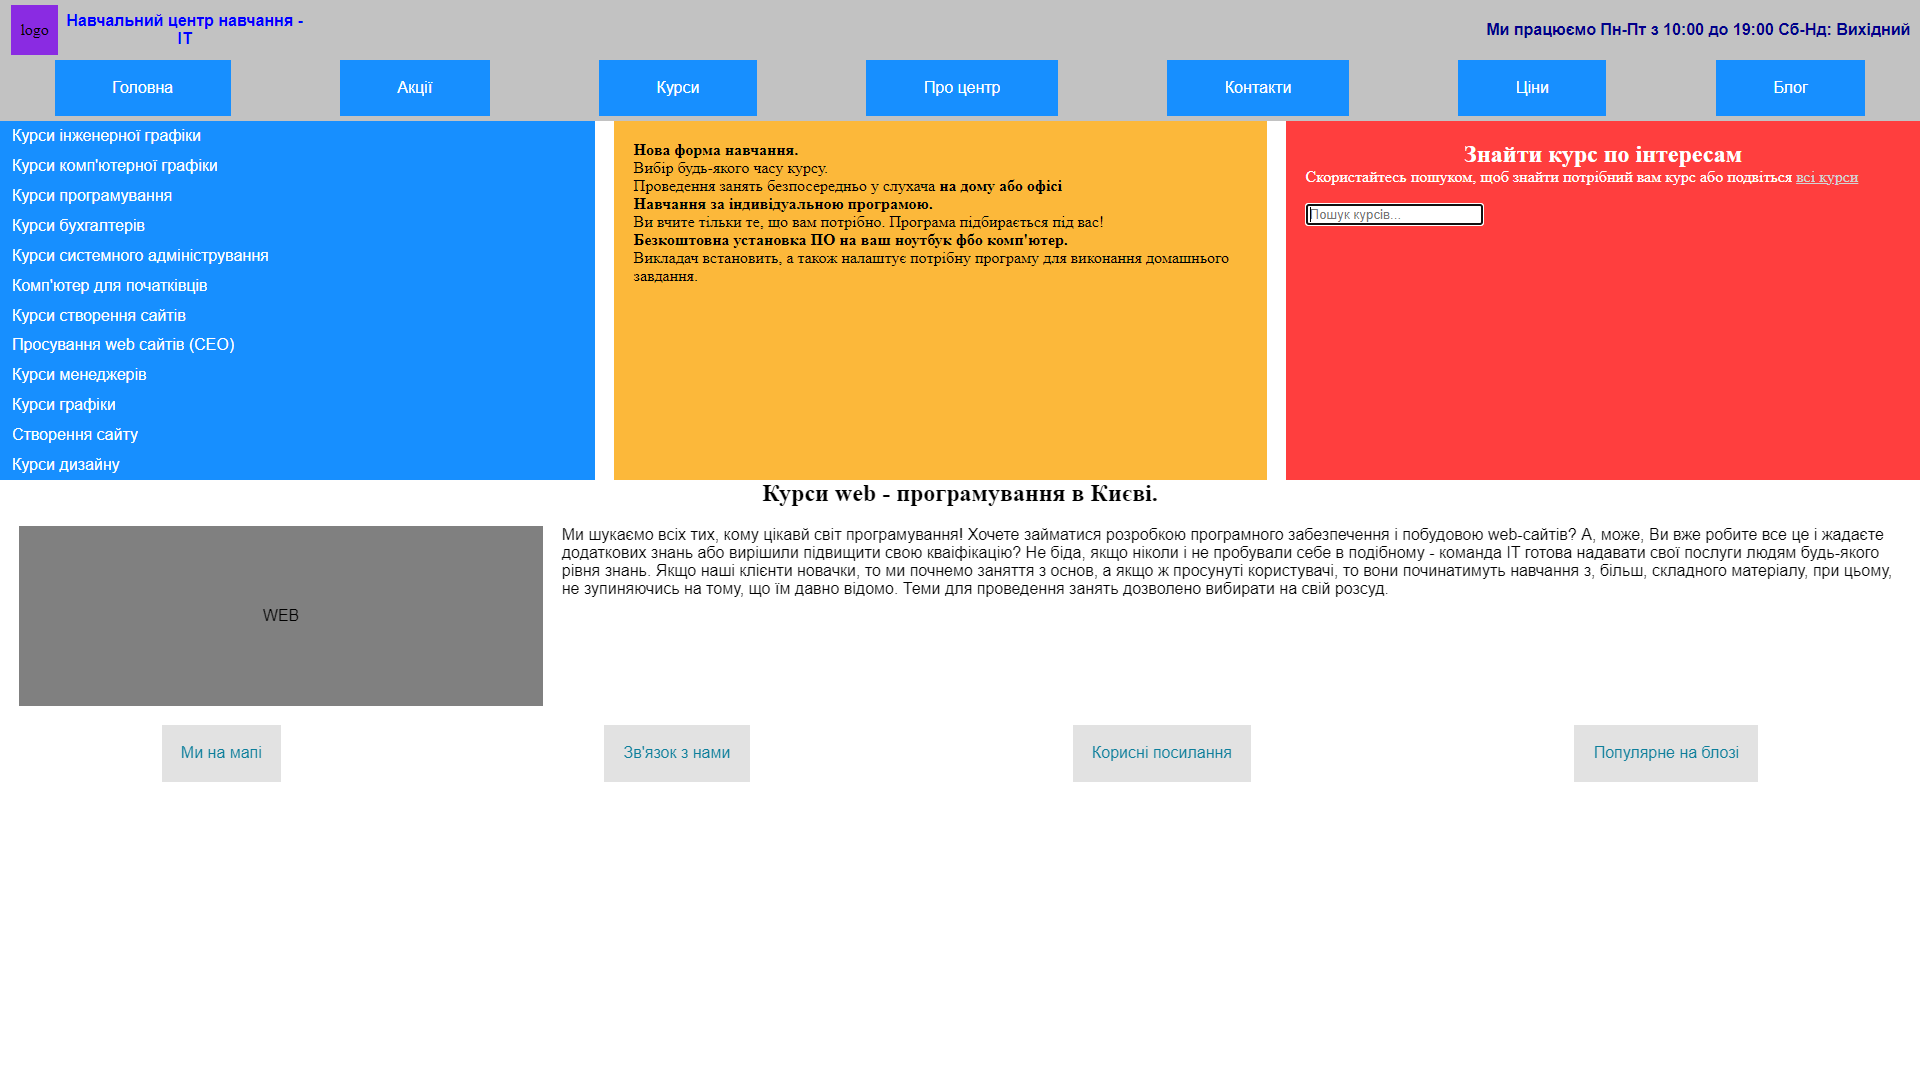 logo
Навчальний центр навчання -
IT
Ми працюємо Пн-Пт з 10:00 до 19:00 Сб-Нд: Вихідний
Головна
Акції
Курси
Про центр
Контакти
Ціни
Блог
Курси інженерної графіки
Курси комп'ютерної графіки
Курси програмування
Курси бухгалтерів
Курси системного адміністрування
Комп'ютер для початківців
Курси створення сайтів
Просування web сайтів (СЕО)
Курси менеджерів
Курси графіки
Створення сайту
Курси дизайну
Нова форма навчання.
Вибір будь-якого часу курсу.
Проведення занять безпосередньо у слухача на дому або офісі
Навчання за індивідуальною програмою.
Ви вчите тільки те, що вам потрібно. Програма підбирається під вас!
Безкоштовна установка ПО на ваш ноутбук фбо комп'ютер.
Викладач встановить, а також налаштує потрібну програму для виконання домашнього
завдання.
Знайти курс по інтересам
Скористайтесь пошуком, щоб знайти потрібний вам курс або подвіться всі курси
Пошук курсів...
Курси web - програмування в Києві.
WEB
Ми шукаємо всіх тих, кому цікавй світ програмування! Хочете займатися розробкою програмного забезпечення і побудовою web-сайтів? А, може, Ви вже робите все це і жадаєте
додаткових знань або вирішили підвищити свою кваіфікацію? Не біда, якщо ніколи і не пробували себе в подібному - команда IT готова надавати свої послуги людям будь-якого
рівня знань. Якщо наші клієнти новачки, то ми почнемо заняття з основ, а якщо ж просунуті користувачі, то вони починатимуть навчання з, більш, складного матеріалу, при цьому,
не зупиняючись на тому, що їм давно відомо. Теми для проведення занять дозволено вибирати на свій розсуд.
Ми на мапі
Зв'язок з нами
Корисні посилання
Популярне на блозі